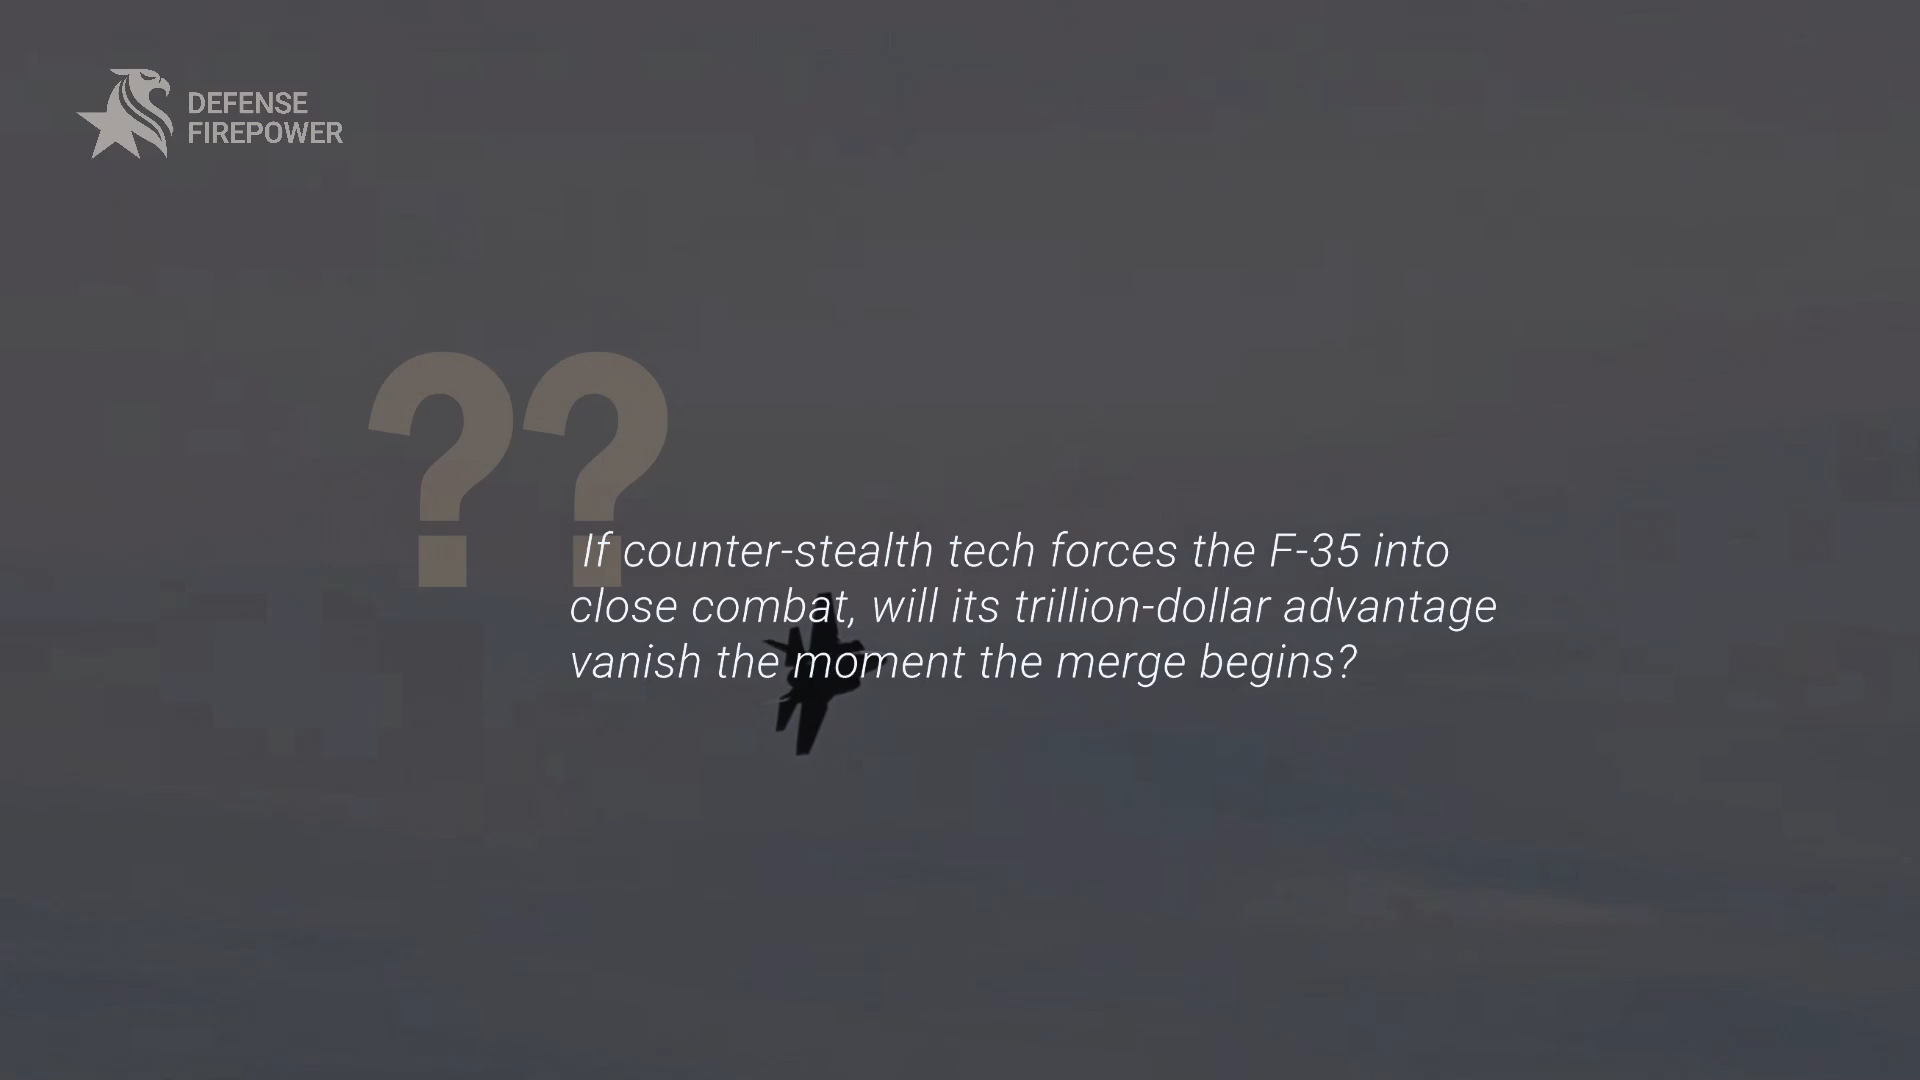 DEFENSE
FIREPOWER
??
If counter-stealth tech forces the F-35 into
close combat, will its trillion-dollar advantage
vanish the moment the merge begins?